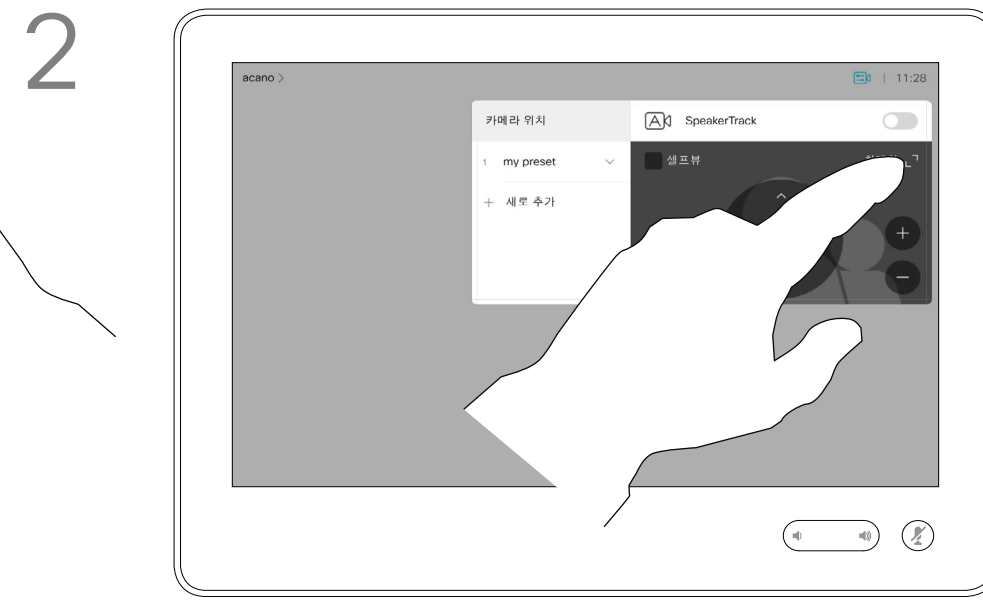 2
acano >
11:28
카메라 위치
SpeakerTrack
1 my preset
셀프뷰
+ 새로 추가